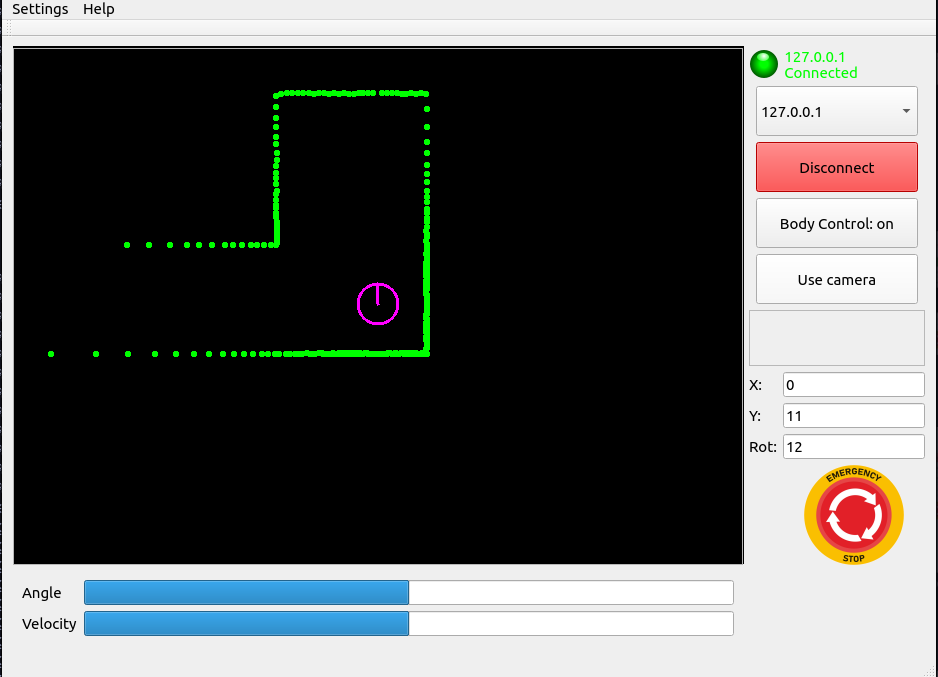 Settings Help
127.0.0.1
Connected
127.0.0.1
Disconnect
Body Control: on
Use camera
X: 0
Y: 11
Rot: 12
EMERGENCY
STOP
Angle
Velocity